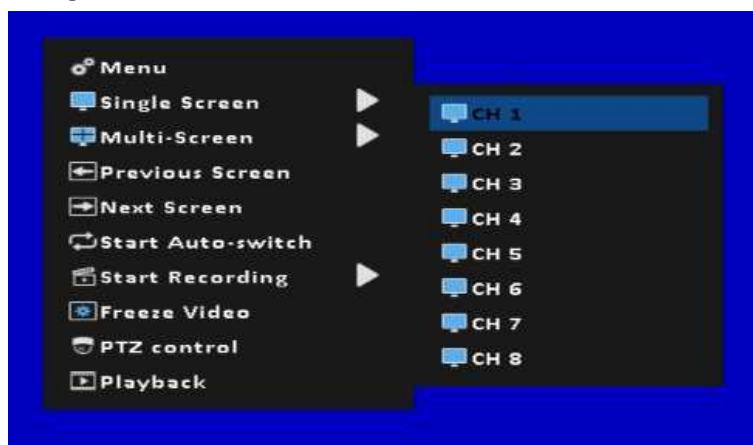 Menu
Single Screen
Multi-Screen
Previous Screen
Next Screen
Start Auto-switch
Start Recording
Freeze Video
PTZ control
Playback
CH 1
CH 2
CH 3
CH 4
CH 5
CH 6
CH 7
CH 8